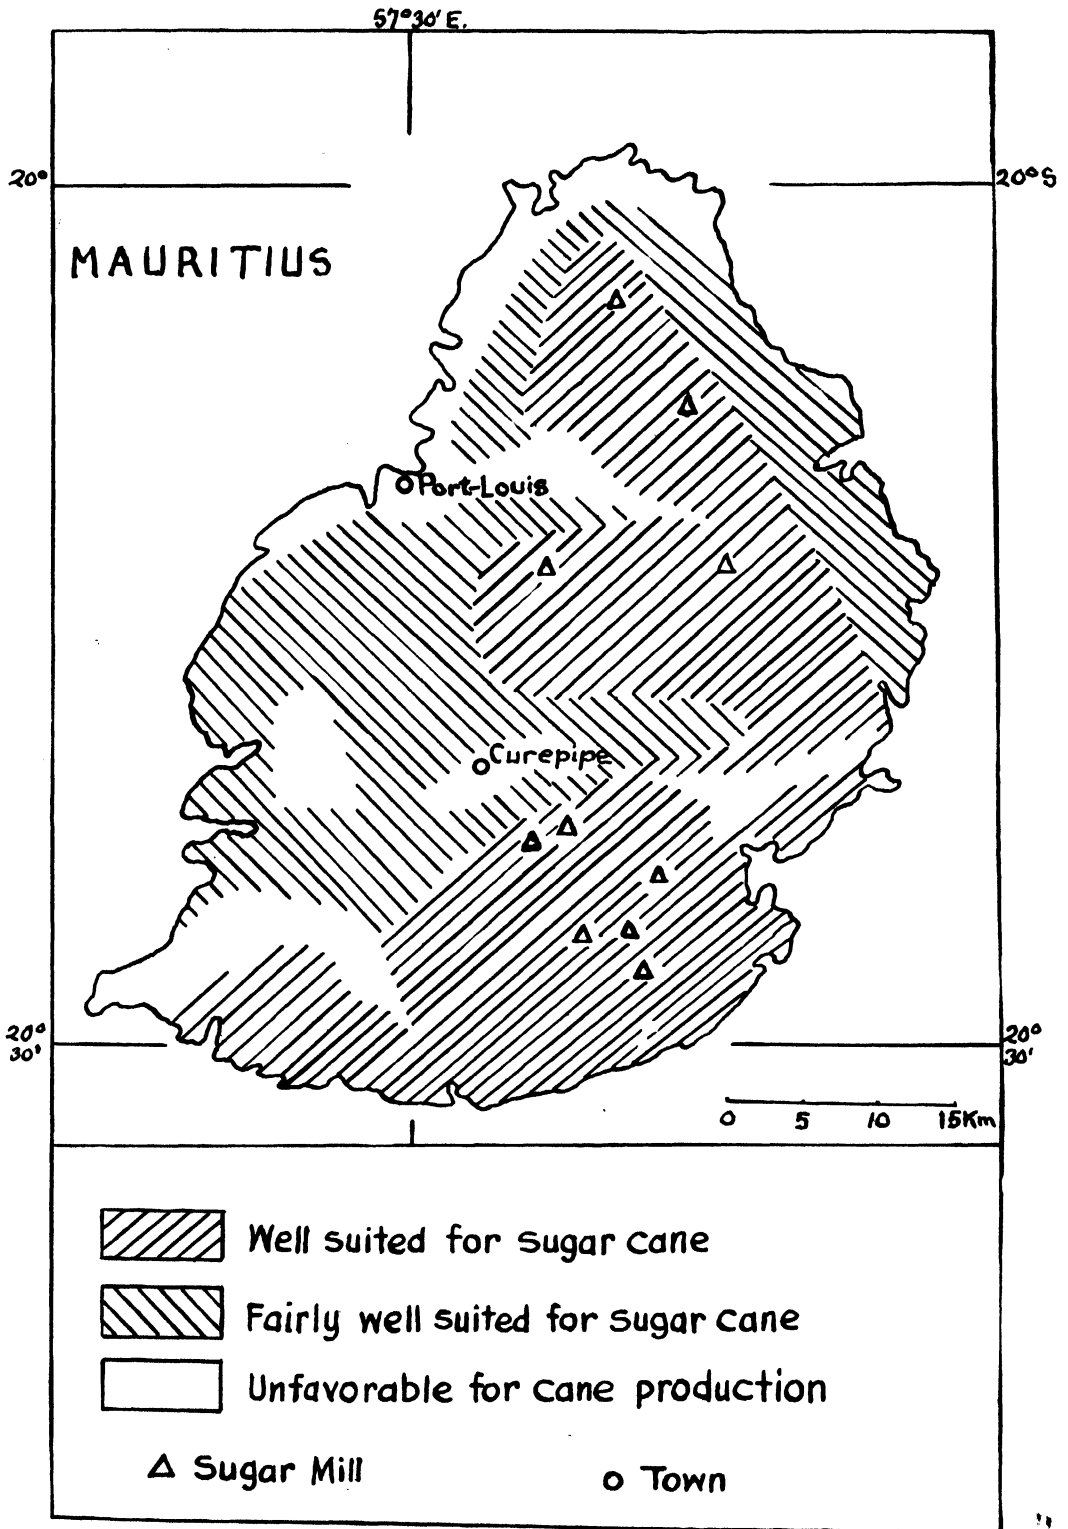 57°30' E.
20°
20°S
MAURITIUS
Port-Louis
Curepipe
20°
30'
20°
30'
0 5 10 15Km
Well suited for sugar cane
Fairly well suited for sugar cane
Unfavorable for cane production
Sugar Mill
Town